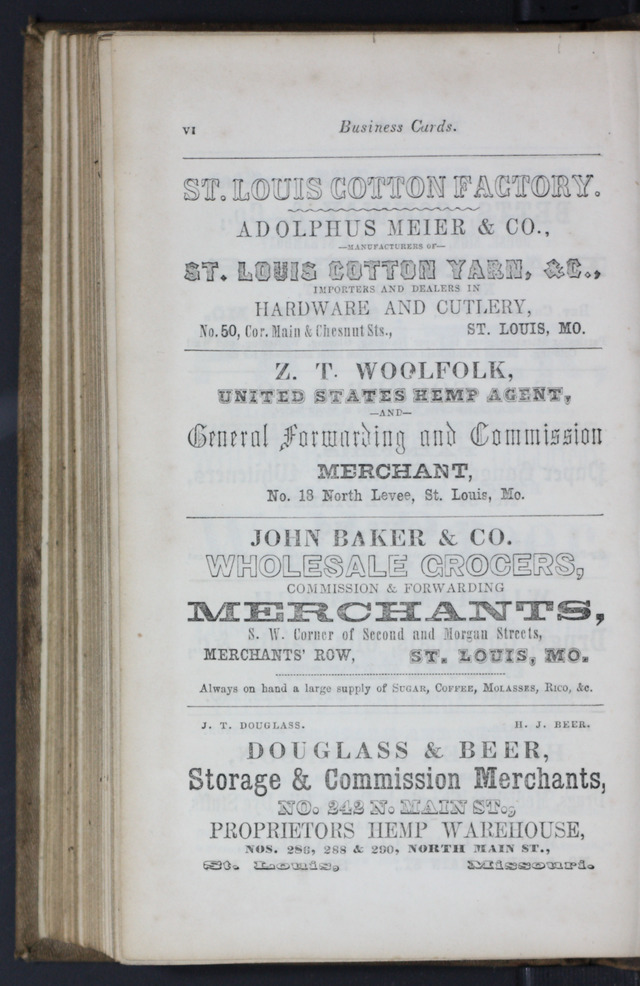 VI Business Cards.
ST. LOUIS COTTON FACTORY.
ADOLPHUS MEIER & CO.,
—MANUFACTURERS OF—
ST. LOUIS COTTON YARN, &C.,
IMPORTERS AND DEALERS IN
HARDWARE AND CUTLERY,
No. 50, Cor. Main & Chesnut Sts., ST. LOUIS, MO.
Z. T. WOOLFOLK,
UNITED STATES HEMP AGENT,
—AND—
General Forwarding and Commission
MERCHANT,
No. 13 North Levee, St. Louis, Mo.
JOHN BAKER & CO.
WHOLESALE GROCERS,
COMMISSION & FORWARDING
MERCHANTS,
S. W. Corner of Second and Morgan Streets,
MERCHANTS' ROW, ST. LOUIS, MO.
Always on hand a large supply of SUGAR, COFFEE, MOLASSES, RICO, &c.
J. T. DOUGLASS. H. J. BEER.
DOUGLASS & BEER,
Storage & Commission Merchants,
NO. 242 N. MAIN ST.,
PROPRIETORS HEMP WAREHOUSE,
NOS. 286, 288 & 290, NORTH MAIN ST.,
St. Louis, Missouri.